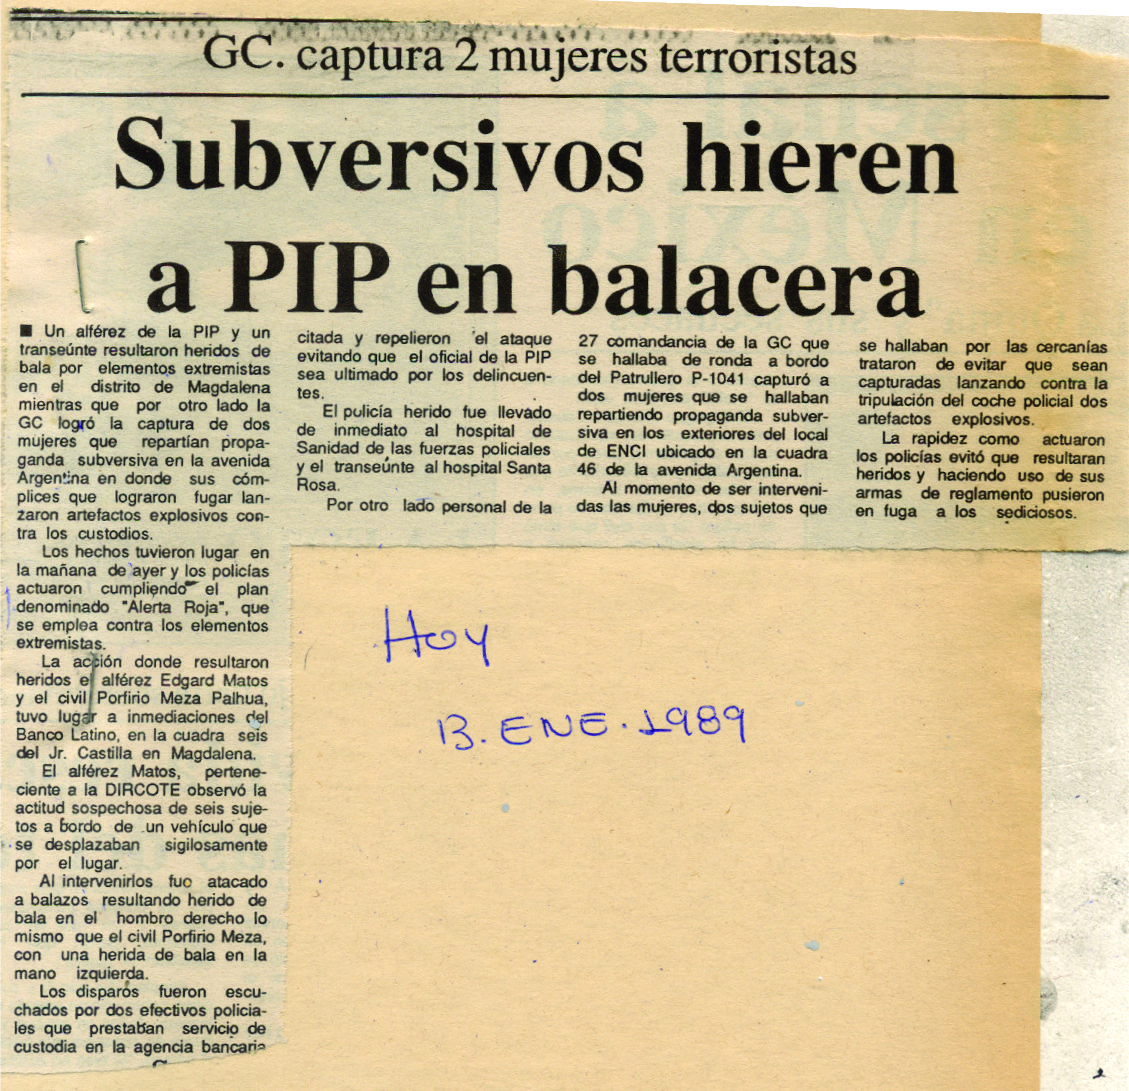 GC. captura 2 mujeres terroristas
Subversivos hieren
a PIP en balacera
■ Un alférez de la PIP y un
transeúnte resultaron heridos de
bala por elementos extremistas
en el distrito de Magdalena
mientras que por otro lado la
GC logró la captura de dos
mujeres que repartían propa-
ganda subversiva en la avenida
Argentina en donde sus cóm-
plices que lograron fugar lan-
zaron artefactos explosivos con-
tra los custodios.
Los hechos tuvieron lugar en
la mañana de ayer y los policías
actuaron cumpliendo el plan
denominado "Alerta Roja", que
se emplea contra los elementos
extremistas.
La acción donde resultaron
heridos el alférez Edgard Matos
y el civil Porfirio Meza Palhua,
tuvo lugar a inmediaciones del
Banco Latino, en la cuadra seis
del Jr. Castilla en Magdalena.
El alférez Matos, pertene-
ciente a la DIRCOTE observó la
actitud sospechosa de seis suje-
tos a bordo de un vehículo que
se desplazaban sigilosamente
por el lugar.
Al intervenirlos fue atacado
a balazos resultando herido de
bala en el hombro derecho lo
mismo que el civil Porfirio Meza,
con una herida de bala en la
mano izquierda.
Los disparos fueron escu-
chados por dos efectivos policia-
les que prestaban servicio de
custodia en la agencia bancaria
citada y repelieron el ataque
evitando que el oficial de la PIP
sea ultimado por los delincuen-
tes.
El policía herido fue llevado
de inmediato al hospital de
Sanidad de las fuerzas policiales
y el transeúnte al hospital Santa
Rosa.
Por otro lado personal de la
27 comandancia de la GC que
se hallaba de ronda a bordo
del Patrullero P-1041 capturó a
dos mujeres que se hallaban
repartiendo propaganda subver-
siva en los exteriores del local
de ENCI ubicado en la cuadra
46 de la avenida Argentina.
Al momento de ser interveni-
das las mujeres, dos sujetos que
se hallaban por las cercanías
trataron de evitar que sean
capturadas lanzando contra la
tripulación del coche policial dos
artefactos explosivos.
La rapidez como actuaron
los policías evitó que resultaran
heridos y haciendo uso de sus
armas de reglamento pusieron
en fuga a los sediciosos.
Hoy
13. ENE. 1989